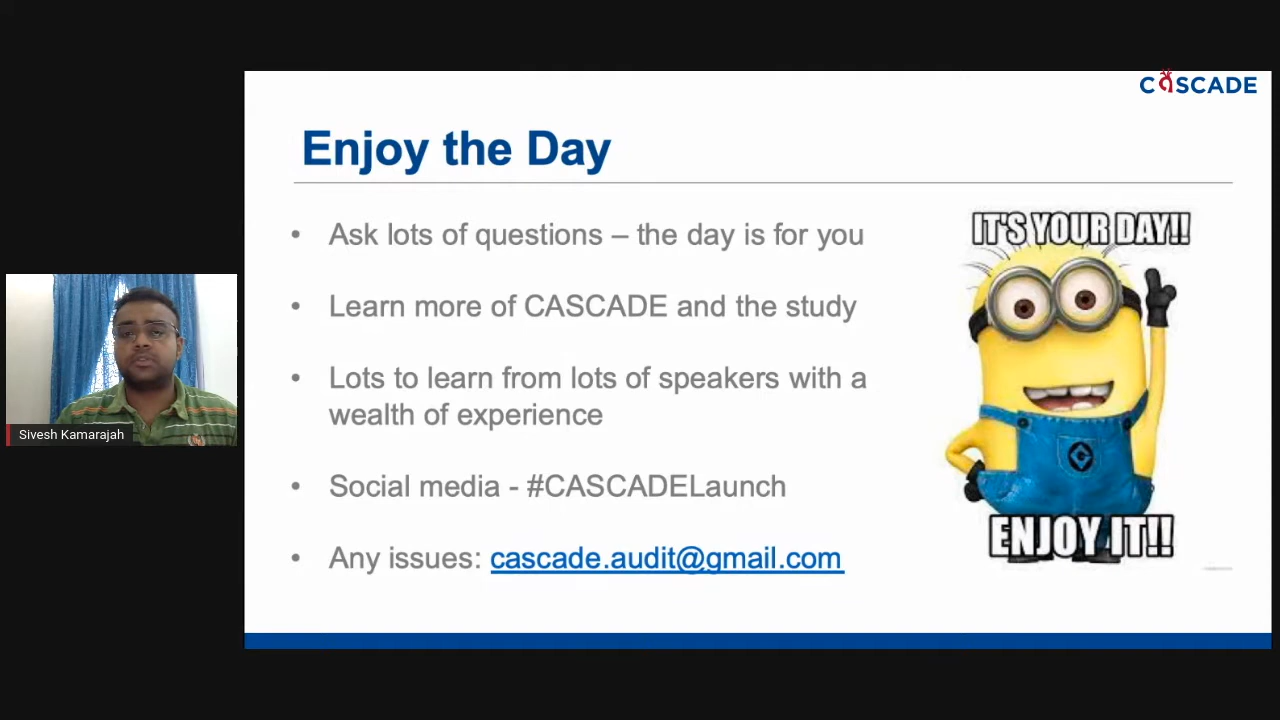 CASCADE
Enjoy the Day
• Ask lots of questions – the day is for you
• Learn more of CASCADE and the study
• Lots to learn from lots of speakers with a
wealth of experience
• Social media - #CASCADELaunch
• Any issues: cascade.audit@gmail.com
IT'S YOUR DAY!!
ENJOY IT!!
Sivesh Kamarajah